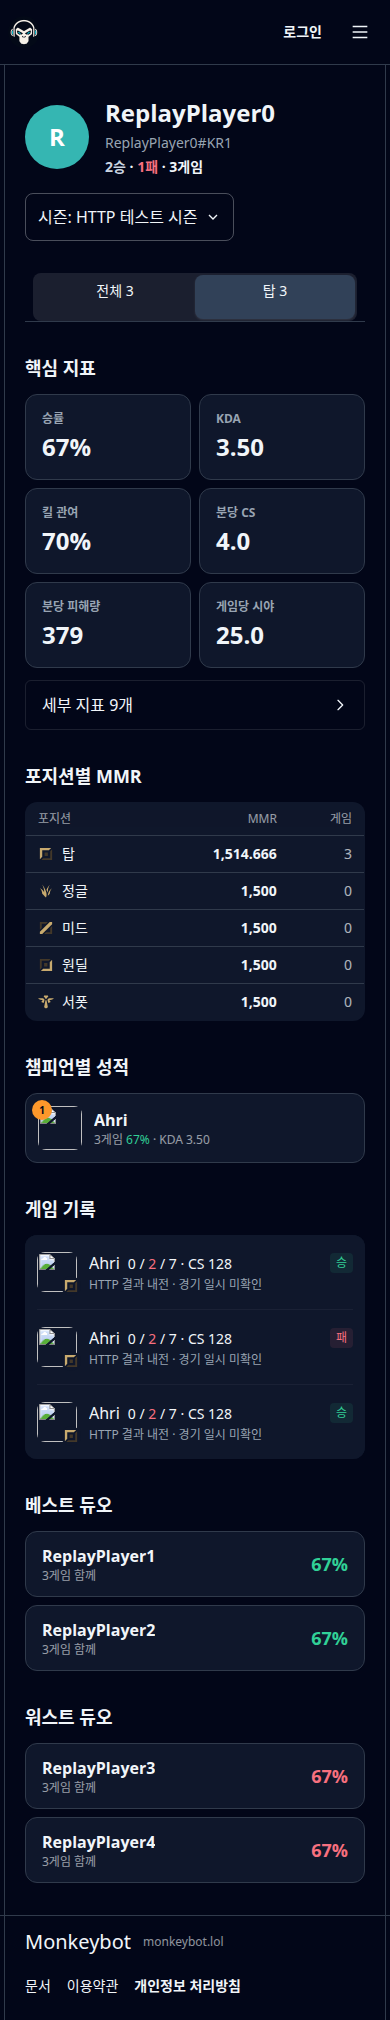 로그인
R
ReplayPlayer0
ReplayPlayer0#KR1
2승 · 1패 · 3게임
시즌: HTTP 테스트 시즌
전체 3 탑 3
핵심 지표
승률 KDA
67% 3.50
킬 관여 분당 CS
70% 4.0
분당 피해량 게임당 시야
379 25.0
세부 지표 9개
포지션별 MMR
포지션 MMR 게임
탑 1,514.666 3
정글 1,500 0
미드 1,500 0
원딜 1,500 0
서폿 1,500 0
챔피언별 성적
1
Ahri
3게임 67% · KDA 3.50
게임 기록
Ahri 0 / 2 / 7 · CS 128 승
HTTP 결과 내전 · 경기 일시 미확인
Ahri 0 / 2 / 7 · CS 128 패
HTTP 결과 내전 · 경기 일시 미확인
Ahri 0 / 2 / 7 · CS 128 승
HTTP 결과 내전 · 경기 일시 미확인
베스트 듀오
ReplayPlayer1 67%
3게임 함께
ReplayPlayer2 67%
3게임 함께
워스트 듀오
ReplayPlayer3 67%
3게임 함께
ReplayPlayer4 67%
3게임 함께
Monkeybot monkeybot.lol
문서 이용약관 개인정보 처리방침